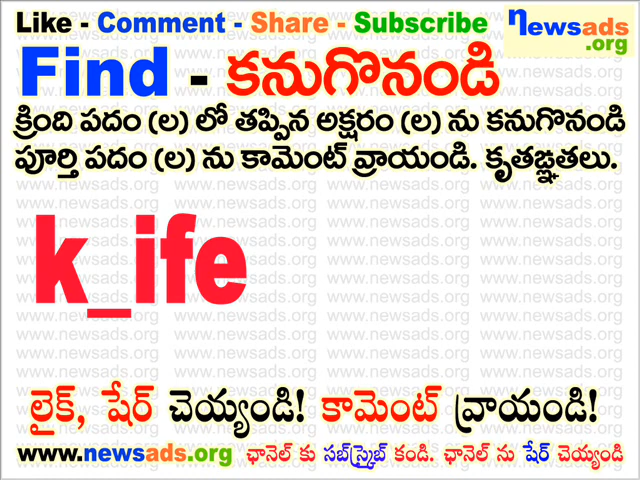 Like - Comment - Share - Subscribe
newsads
.org
Find - కనుగొనండి
క్రింది పదం (ల) లో తప్పిన అక్షరం (ల) ను కనుగొనండి
పూర్తి పదం (ల) ను కామెంట్ వ్రాయండి. కృతజ్ఞతలు.
k_ife
లైక్, షేర్ చెయ్యండి! కామెంట్ వ్రాయండి!
www.newsads.org ఛానెల్ కు సబ్‌స్క్రైబ్ కండి. ఛానెల్ ను షేర్ చెయ్యండి